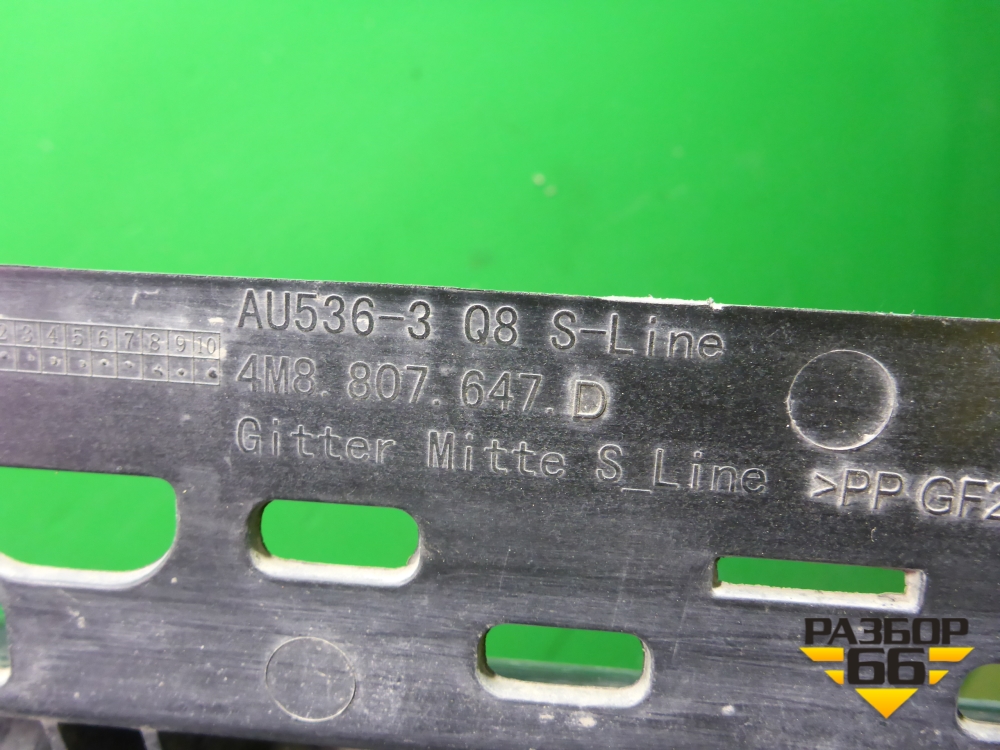 AU536-3 Q8 S-Line
2 3 4 5 6 7 8 9 10
4M8.807.647.D
Gitter Mitte S_Line
>PP GF2
РАЗБОР
66